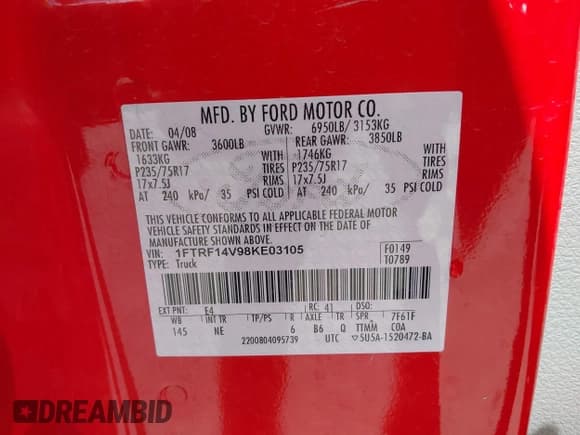 MFD. BY FORD MOTOR CO.
04/08 GVWR: 6950LB/ 3153KG
FRONT GAWR: 3600LB REAR GAWR: 3850LB
1633KG WITH 1746KG WITH
P235/75R17 TIRES P235/75R17 TIRES
17x7.5J RIMS 17x7.5J RIMS
AT 240 kPa/ 35 PSI COLD AT 240 kPa/ 35 PSI COLD
THIS VEHICLE CONFORMS TO ALL APPLICABLE FEDERAL MOTOR
VEHICLE SAFETY STANDARDS IN EFFECT ON THE DATE OF
MANUFACTURE SHOWN ABOVE.
VIN: 1FTRF14V98KE03105 F0149
TYPE: Truck T0789
EXT PNT: E4 RC: 41 DSO:
WB INT TR TP/PS R AXLE TR SPR 7F61F
145 NE 6 B6 Q TTMM COA
2200804095739 UTC ▽5U5A-1520472-BA
DREAMBID